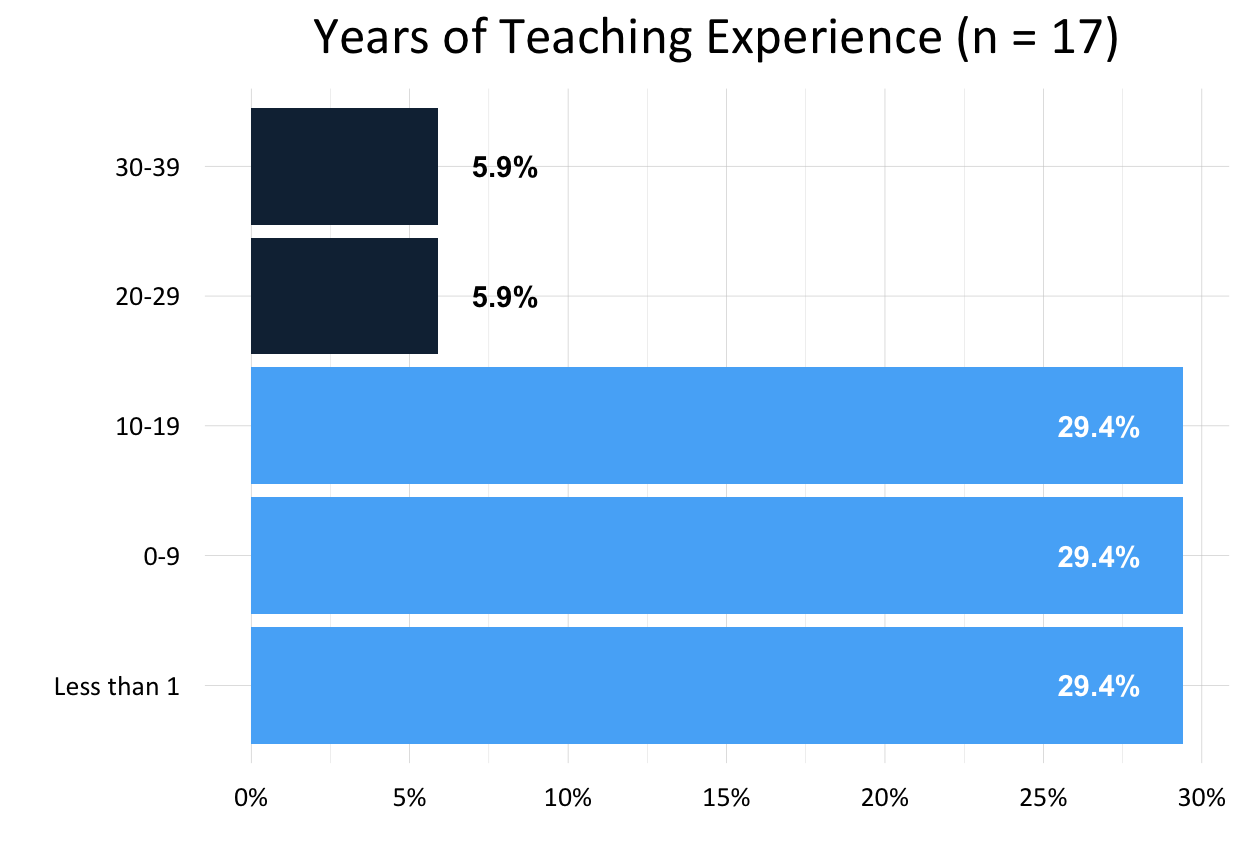 Years of Teaching Experience (n = 17)
30-39 5.9%
20-29 5.9%
10-19 29.4%
0-9 29.4%
Less than 1 29.4%
0% 5% 10% 15% 20% 25% 30%